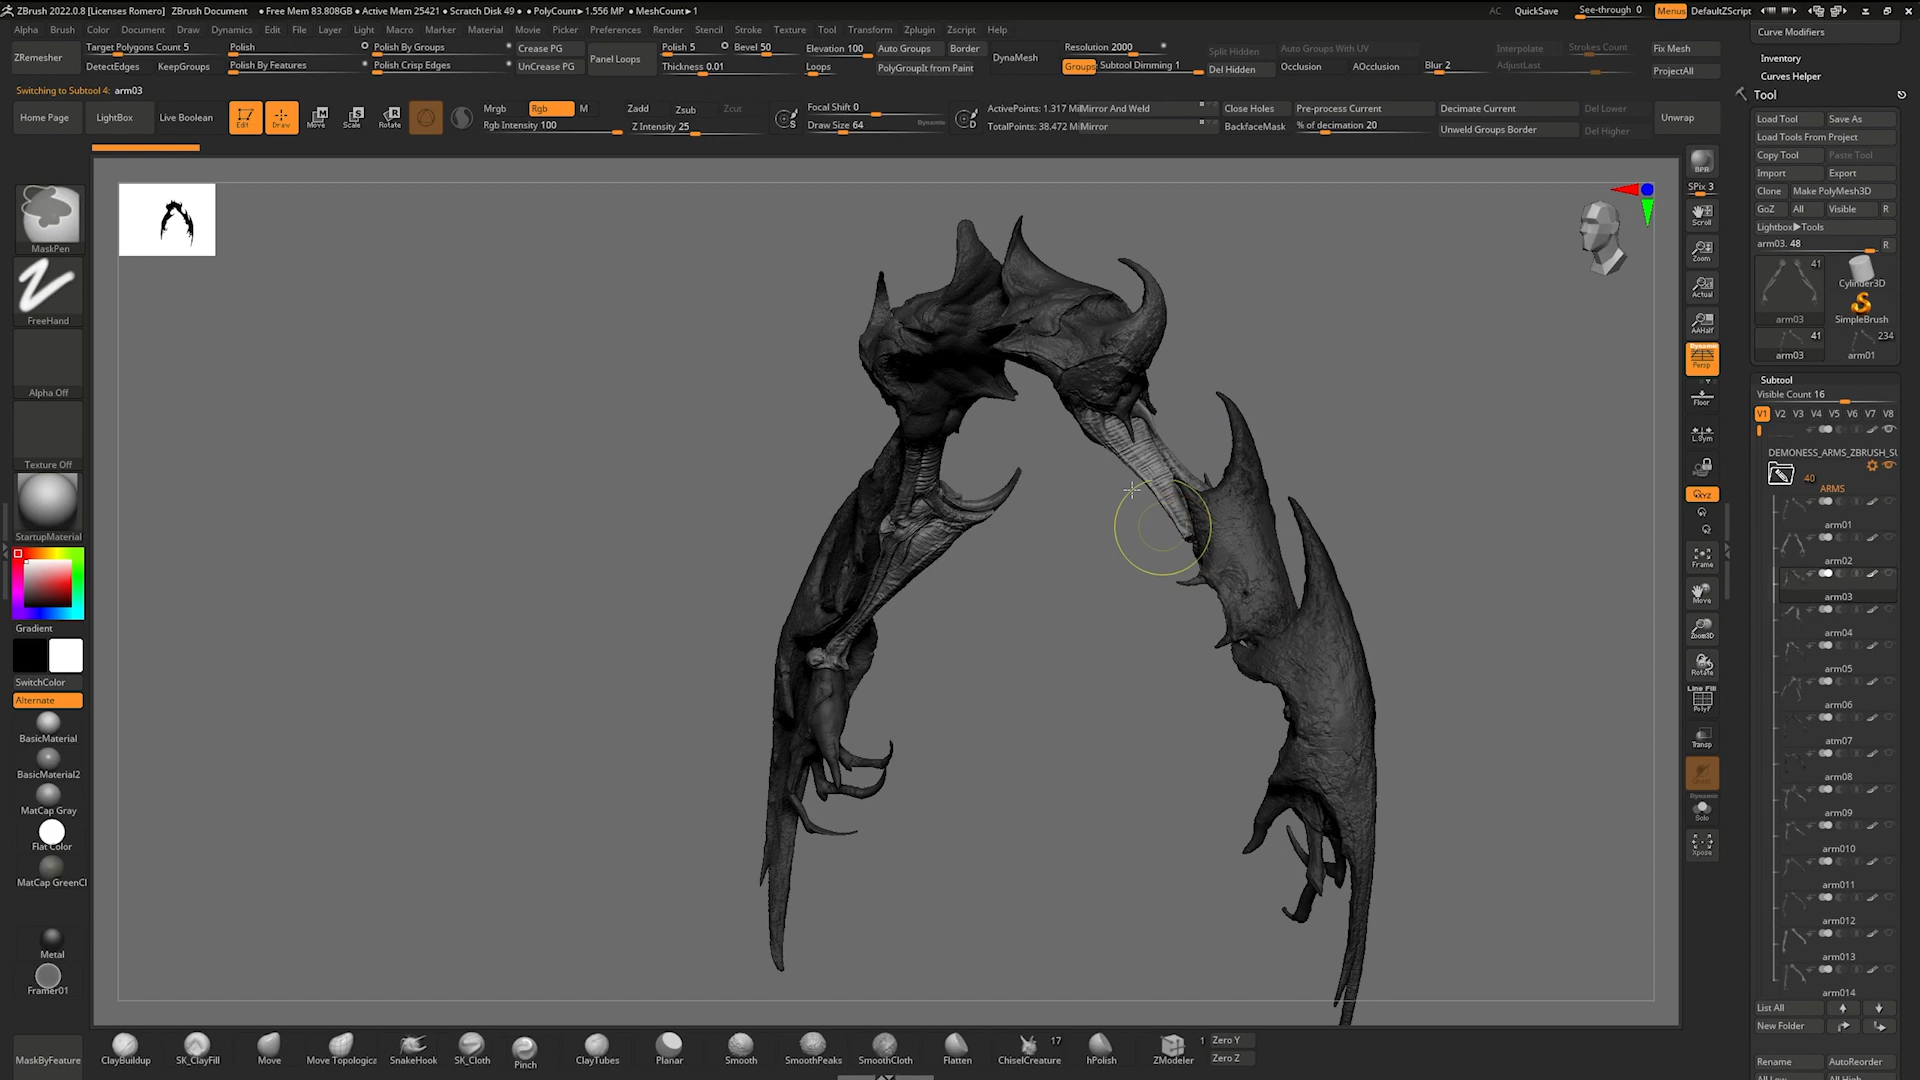 ZBrush 2022.0.8 [Licenses Romero]   ZBrush Document   • Free Mem 83.808GB • Active Mem 25421 • Scratch Disk 49 •   • PolyCount► 1.556 MP   • MeshCount► 1
AC QuickSave See-through 0 Menus DefaultZScript
Alpha Brush Color Document Draw Dynamics Edit File Layer Light Macro Marker Material Movie Picker Preferences Render Stencil Stroke Texture Tool Transform Zplugin Zscript Help
ZRemesher
Target Polygons Count 5
DetectEdges KeepGroups
Polish
Polish By Features
Polish By Groups
Polish Crisp Edges
Crease PG
UnCrease PG
Panel Loops
Polish 5 Bevel 50
Thickness 0.01
Elevation 100
Loops
Auto Groups Border
PolyGroupIt from Paint
DynaMesh
Resolution 2000
Groups Subtool Dimming 1
Split Hidden
Del Hidden
Auto Groups With UV
Occlusion AOcclusion
Blur 2
Interpolate
AdjustLast
Strokes Count
Fix Mesh
ProjectAll
Switching to Subtool 4: arm03
Home Page LightBox Live Boolean
Edit Draw Move Scale Rotate
Mrgb Rgb M
Rgb Intensity 100
Zadd Zsub Zcut
Z Intensity 25
S
Focal Shift 0
Draw Size 64 Dynamic
D
ActivePoints: 1.317 Mil
TotalPoints: 38.472 Mi
Mirror And Weld
Mirror
Close Holes
BackfaceMask
Pre-process Current
% of decimation 20
Decimate Current
Unweld Groups Border
Del Lower
Del Higher
Unwrap
MaskPen
FreeHand
Alpha Off
Texture Off
StartupMaterial
Gradient
SwitchColor
Alternate
BasicMaterial
BasicMaterial2
MatCap Gray
Flat Color
MatCap GreenCl
Metal
Framer01
BPR
SPix 3
Scroll
Zoom
Actual
AAHalf
Dynamic
Persp
Floor
L.Sym
XYZ
Frame
Move
Zoom3D
Rotate
Line Fill
PolyF
Transp
Dynamic
Solo
Xpose
Curve Modifiers
Inventory
Curves Helper
Tool
Load Tool Save As
Load Tools From Project
Copy Tool Paste Tool
Import Export
Clone Make PolyMesh3D
GoZ All Visible R
Lightbox►Tools
arm03. 48 R
41
arm03
Cylinder3D
SimpleBrush
41
arm03
234
arm01
Subtool
Visible Count 16
V1 V2 V3 V4 V5 V6 V7 V8
DEMONESS_ARMS_ZBRUSH_SU
40
ARMS
arm01
arm02
arm03
arm04
arm05
arm06
arm07
arm08
arm09
arm010
arm011
arm012
arm013
arm014
List All
New Folder
Rename AutoReorder
MaskByFeature
ClayBuildup
SK_ClayFill
Move
Move Topologica
SnakeHook
SK_Cloth
Pinch
ClayTubes
Planar
Smooth
SmoothPeaks
SmoothCloth
Flatten
17
ChiselCreature
hPolish
1
ZModeler
Zero Y
Zero Z